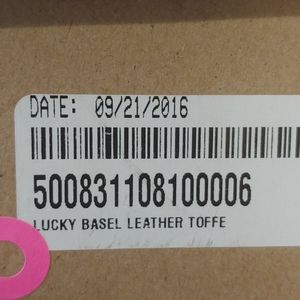 DATE: 09/21/2016
500831108100006
LUCKY BASEL LEATHER TOFFE